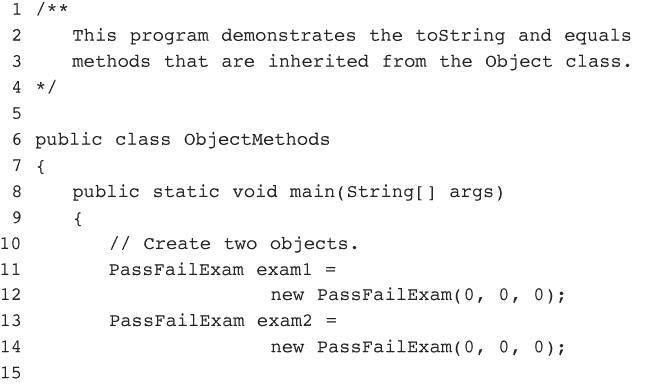 1 /**
2    This program demonstrates the toString and equals
3    methods that are inherited from the Object class.
4 */
5
6 public class ObjectMethods
7 {
8    public static void main(String[] args)
9    {
10       // Create two objects.
11       PassFailExam exam1 =
12                    new PassFailExam(0, 0, 0);
13       PassFailExam exam2 =
14                    new PassFailExam(0, 0, 0);
15